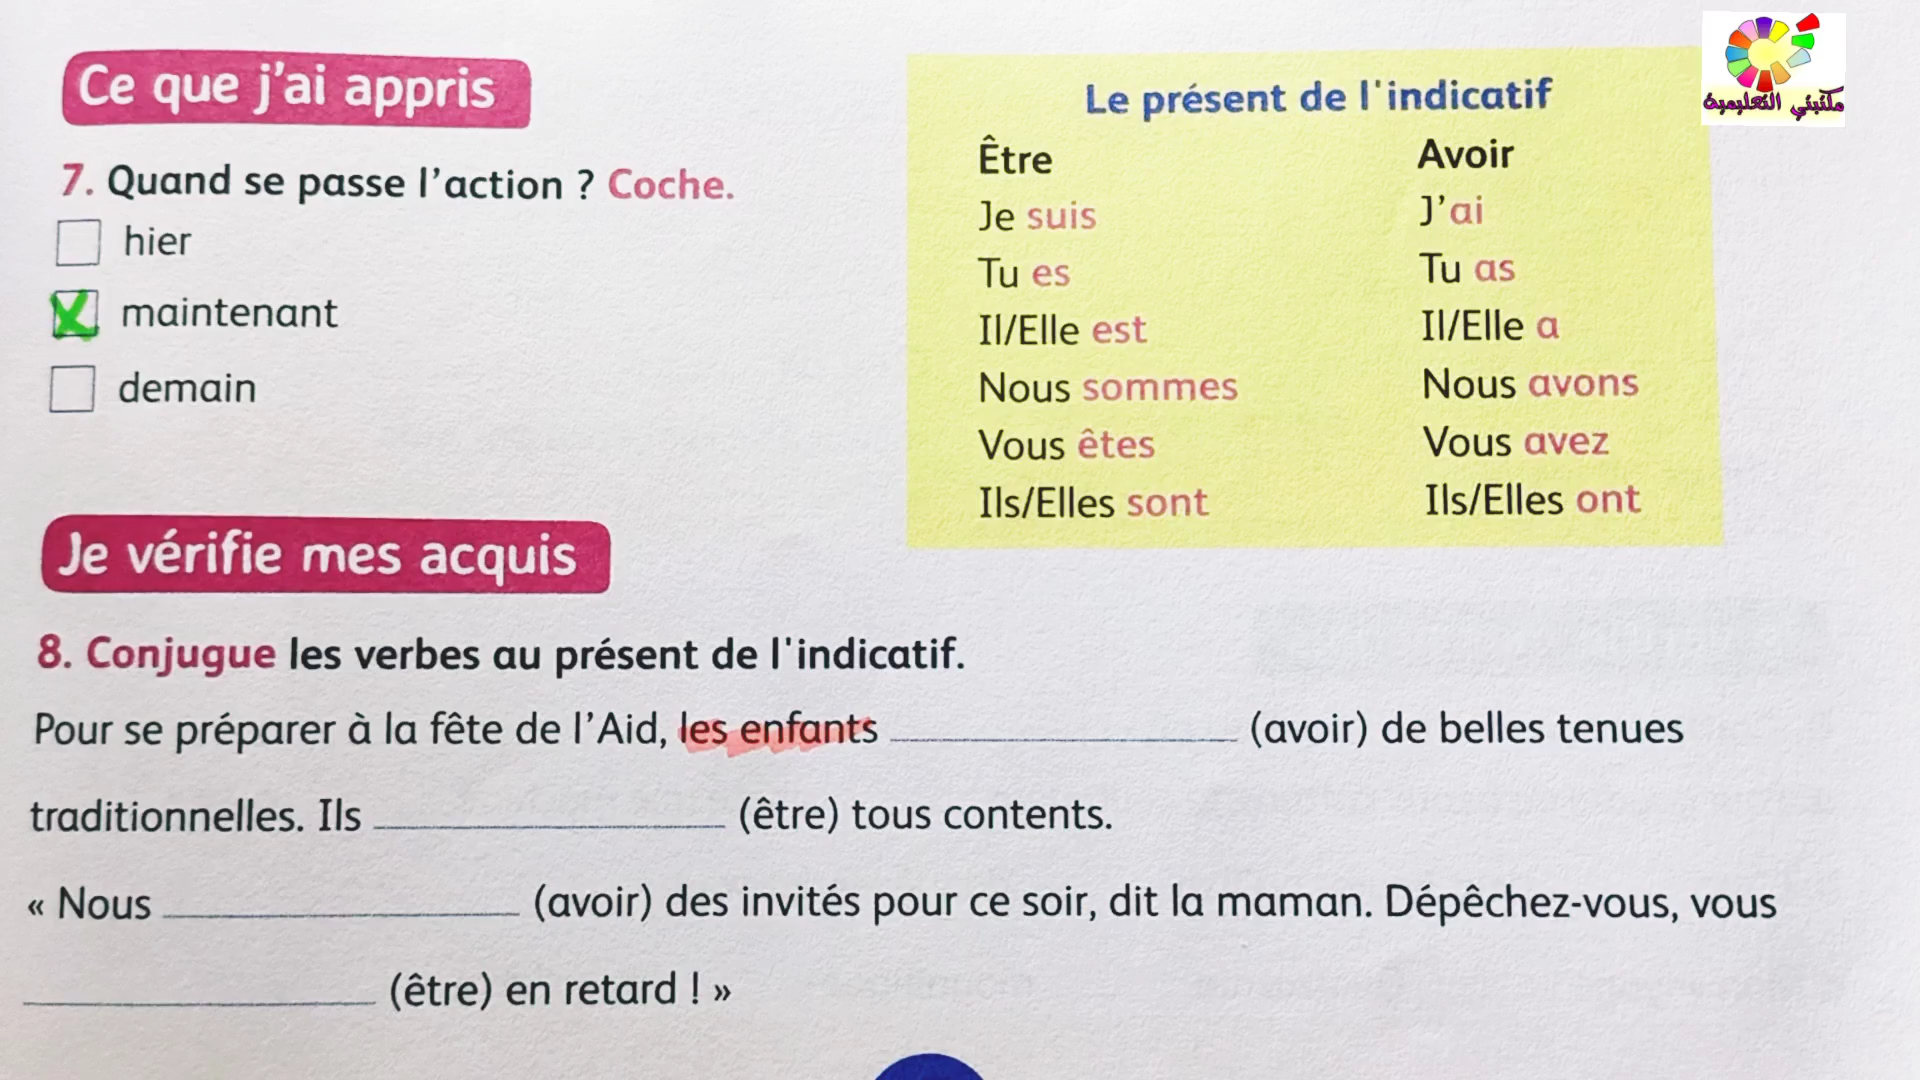 Ce que j'ai appris
7. Quand se passe l'action ? Coche.
hier
maintenant
demain
Le présent de l'indicatif
Être
Je suis
Tu es
Il/Elle est
Nous sommes
Vous êtes
Ils/Elles sont
Avoir
J'ai
Tu as
Il/Elle a
Nous avons
Vous avez
Ils/Elles ont
مكتبتي التعليمية
Je vérifie mes acquis
8. Conjugue les verbes au présent de l'indicatif.
Pour se préparer à la fête de l'Aid, les enfants ______________ (avoir) de belles tenues
traditionnelles. Ils ______________ (être) tous contents.
« Nous ______________ (avoir) des invités pour ce soir, dit la maman. Dépêchez-vous, vous
______________ (être) en retard ! »